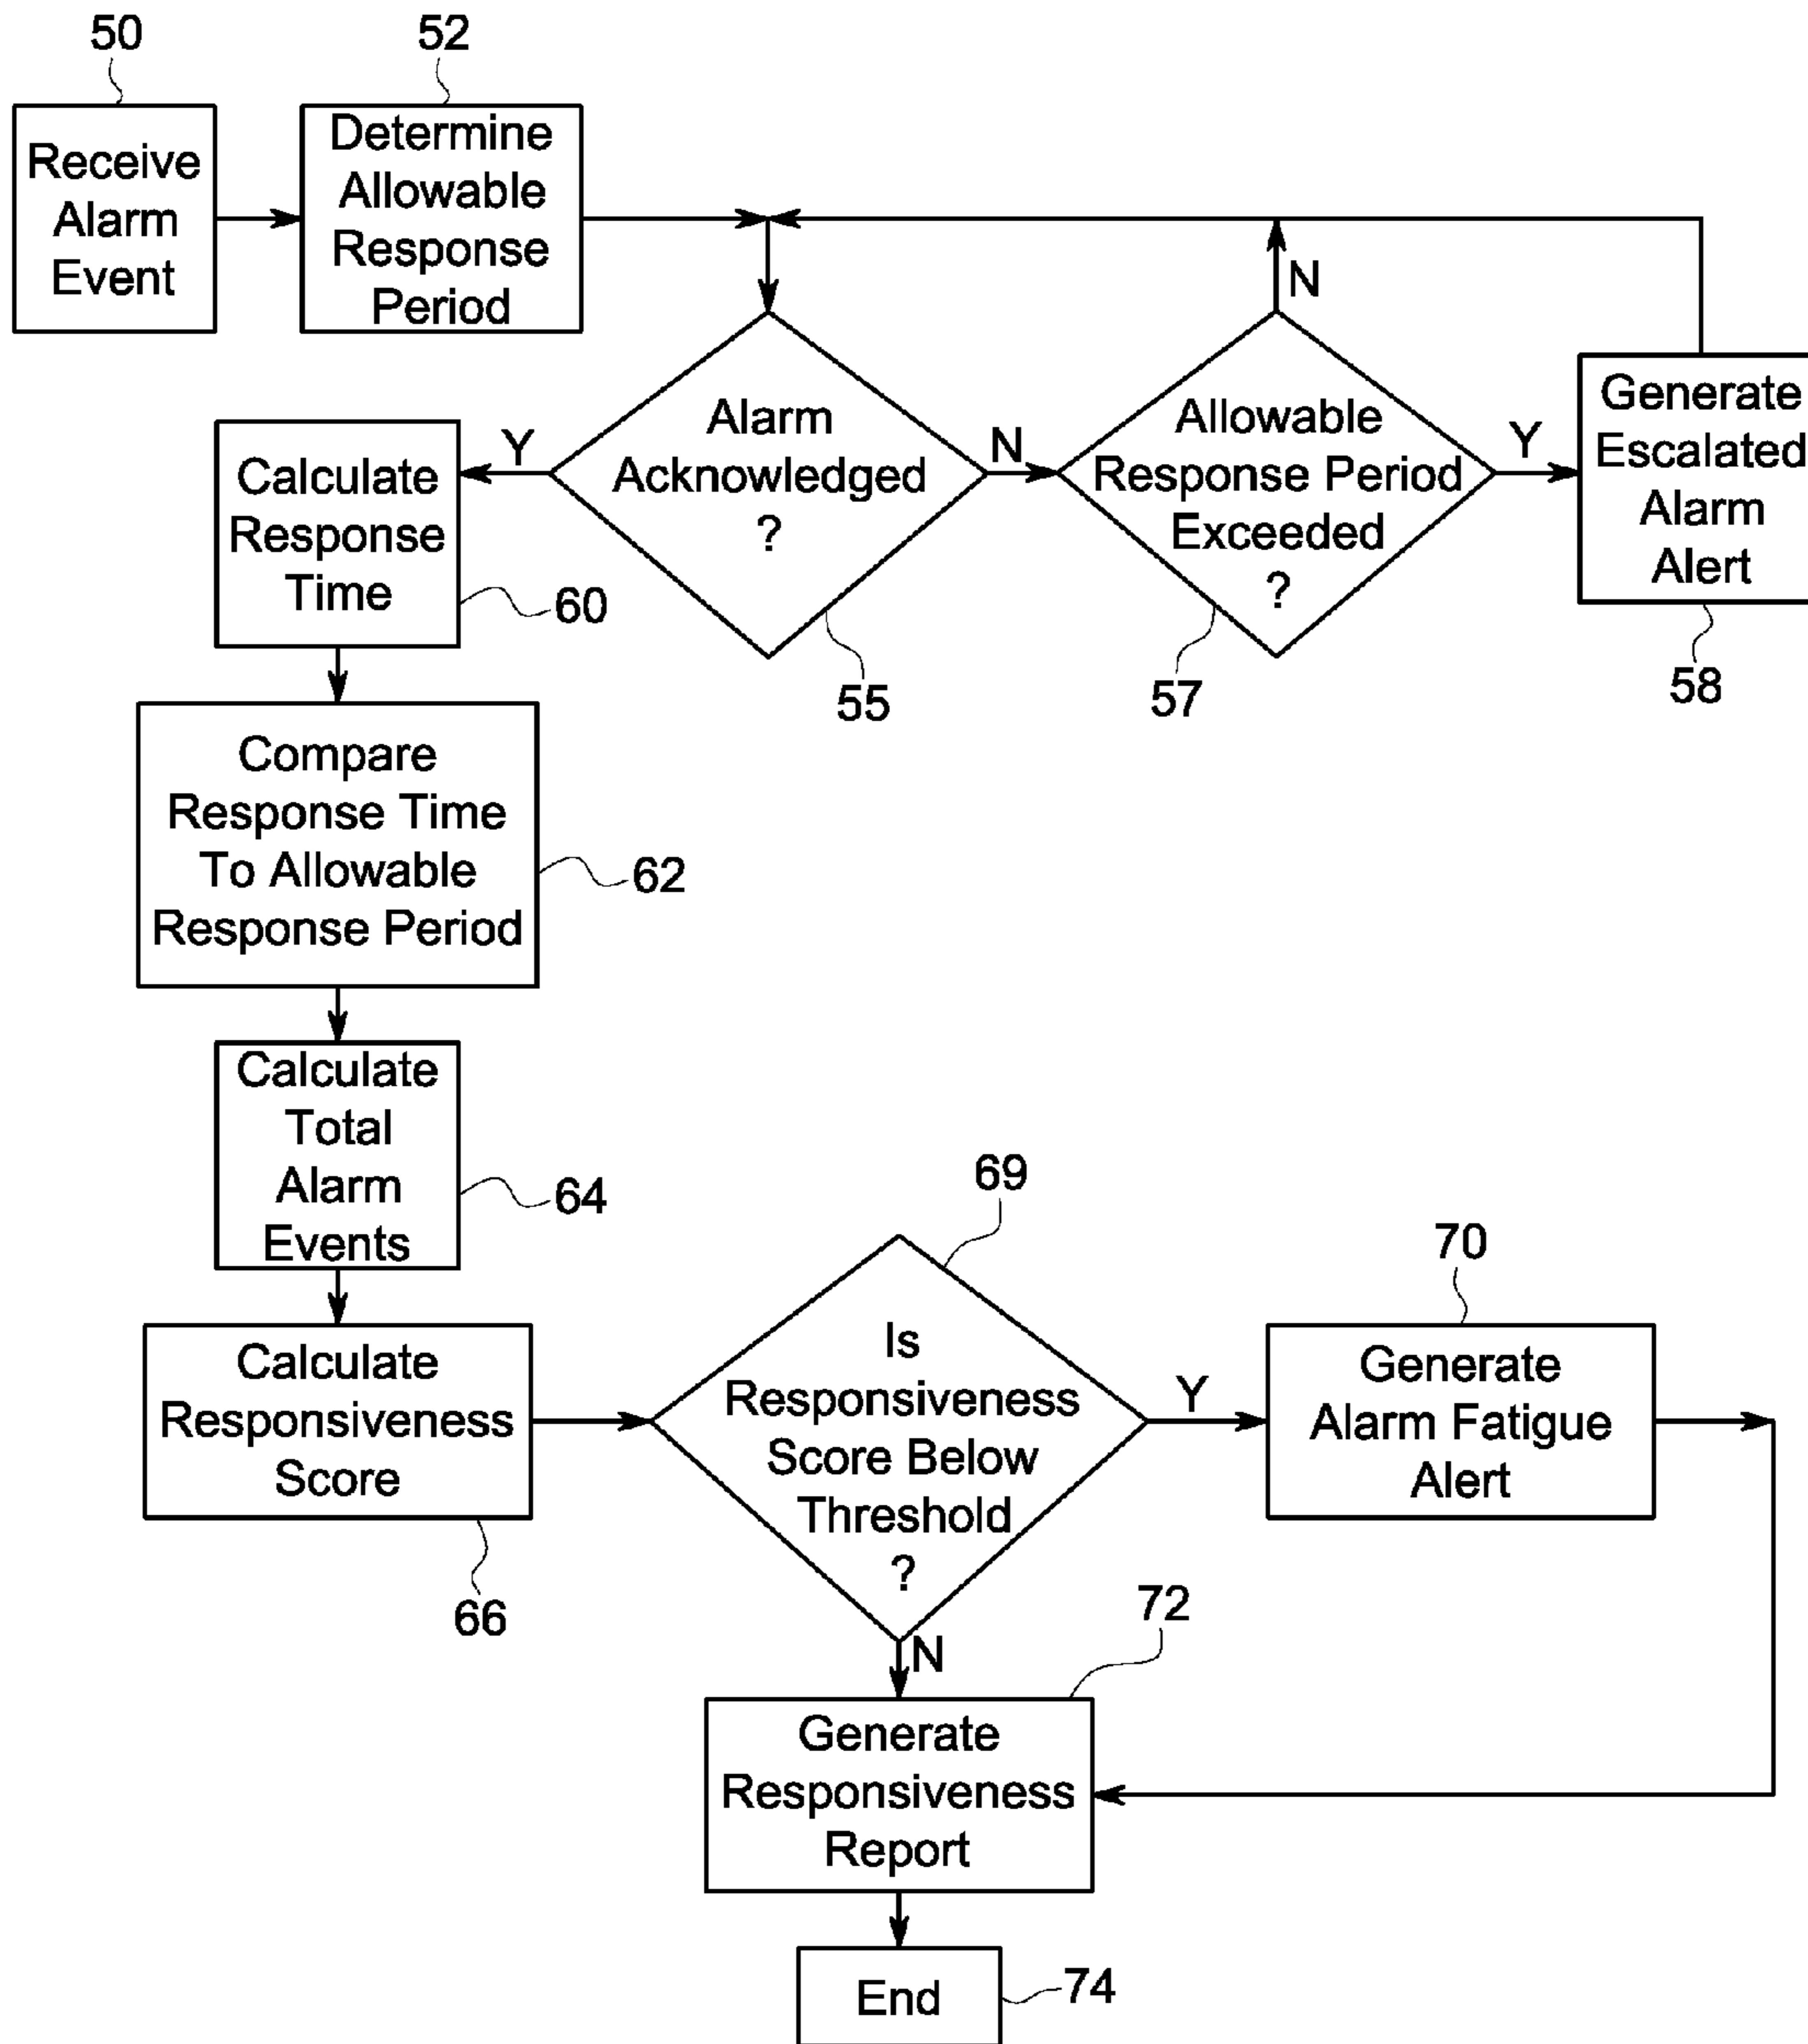 50
Receive
Alarm
Event
52
Determine
Allowable
Response
Period
Alarm
Acknowledged
?
55
Y
N
Allowable
Response Period
Exceeded
?
57
N
Y
Generate
Escalated
Alarm
Alert
58
Calculate
Response
Time
60
Compare
Response Time
To Allowable
Response Period
62
Calculate
Total
Alarm
Events
64
Calculate
Responsiveness
Score
66
69
Is
Responsiveness
Score Below
Threshold
?
Y
N
70
Generate
Alarm Fatigue
Alert
72
Generate
Responsiveness
Report
End
74